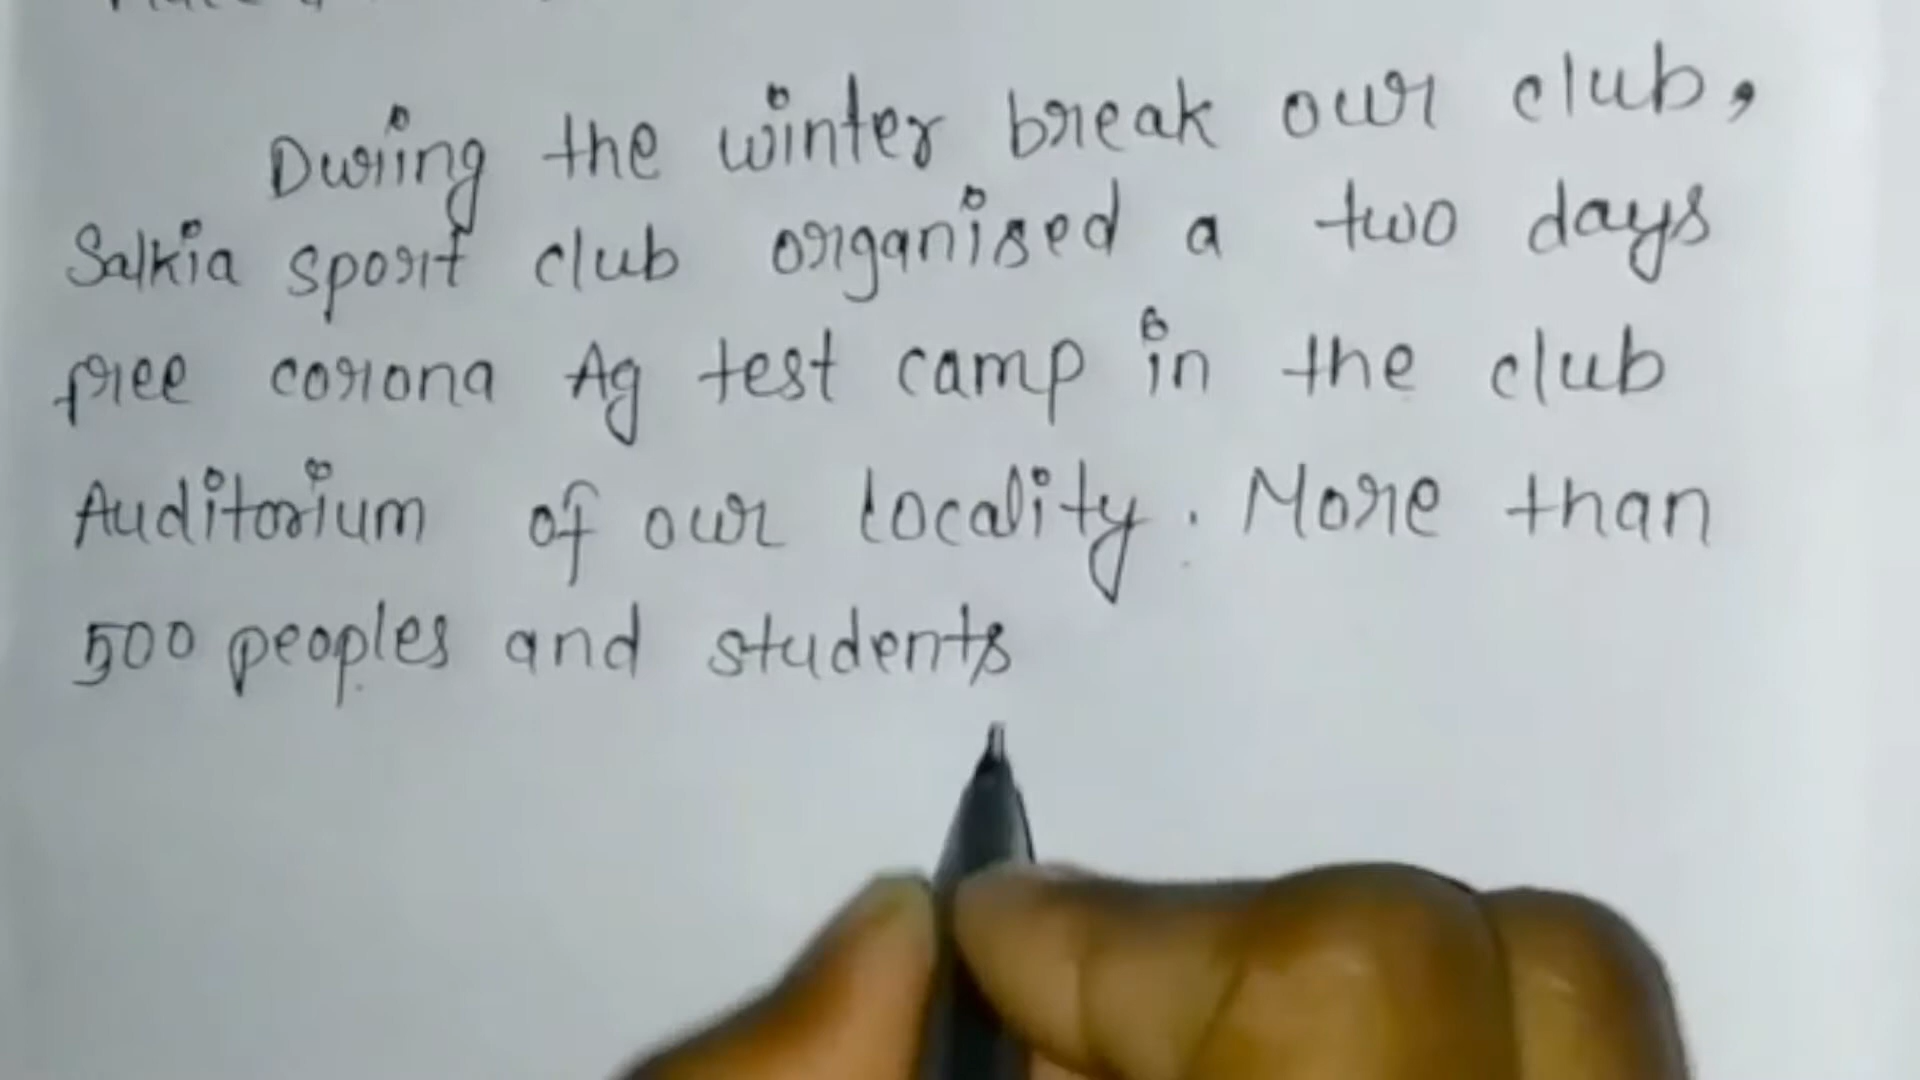 During the winter break our club,
Salkia sport club organised a two days
free corona Ag test camp in the club
Auditorium of our locality. More than
500 peoples and students